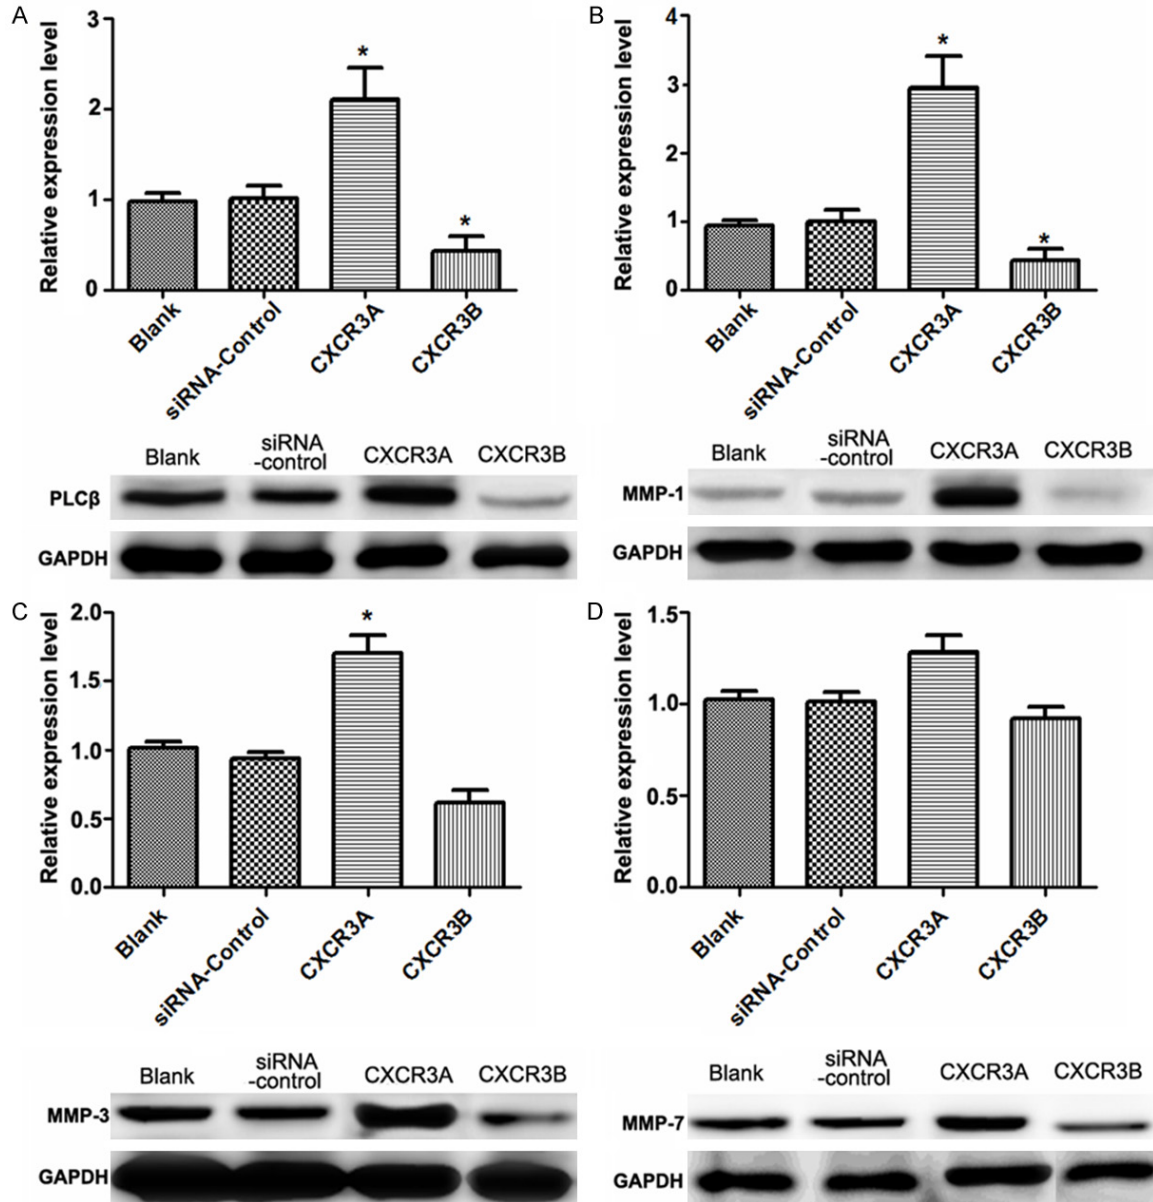 A
Relative expression level
3
*
2
1
*
0
Blank
siRNA-Control
CXCR3A
CXCR3B
Blank
siRNA
-control
CXCR3A
CXCR3B
PLCβ
GAPDH
B
Relative expression level
4
*
3
2
1
*
0
Blank
siRNA-Control
CXCR3A
CXCR3B
Blank
siRNA
-control
CXCR3A
CXCR3B
MMP-1
GAPDH
C
Relative expression level
2.0
*
1.5
1.0
0.5
0.0
Blank
siRNA-Control
CXCR3A
CXCR3B
Blank
siRNA
-control
CXCR3A
CXCR3B
MMP-3
GAPDH
D
Relative expression level
1.5
1.0
0.5
0.0
Blank
siRNA-Control
CXCR3A
CXCR3B
Blank
siRNA
-control
CXCR3A
CXCR3B
MMP-7
GAPDH